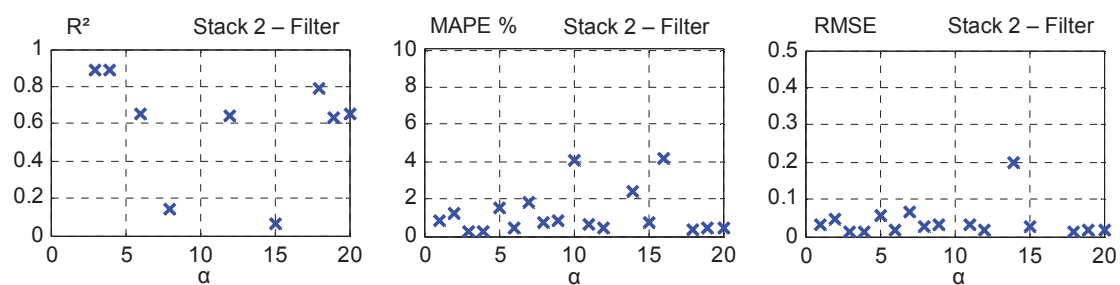 R² Stack 2 – Filter
1
0.8
0.6
0.4
0.2
0
0 5 10 15 20
α
MAPE % Stack 2 – Filter
10
8
6
4
2
0
0 5 10 15 20
α
RMSE Stack 2 – Filter
0.5
0.4
0.3
0.2
0.1
0
0 5 10 15 20
α